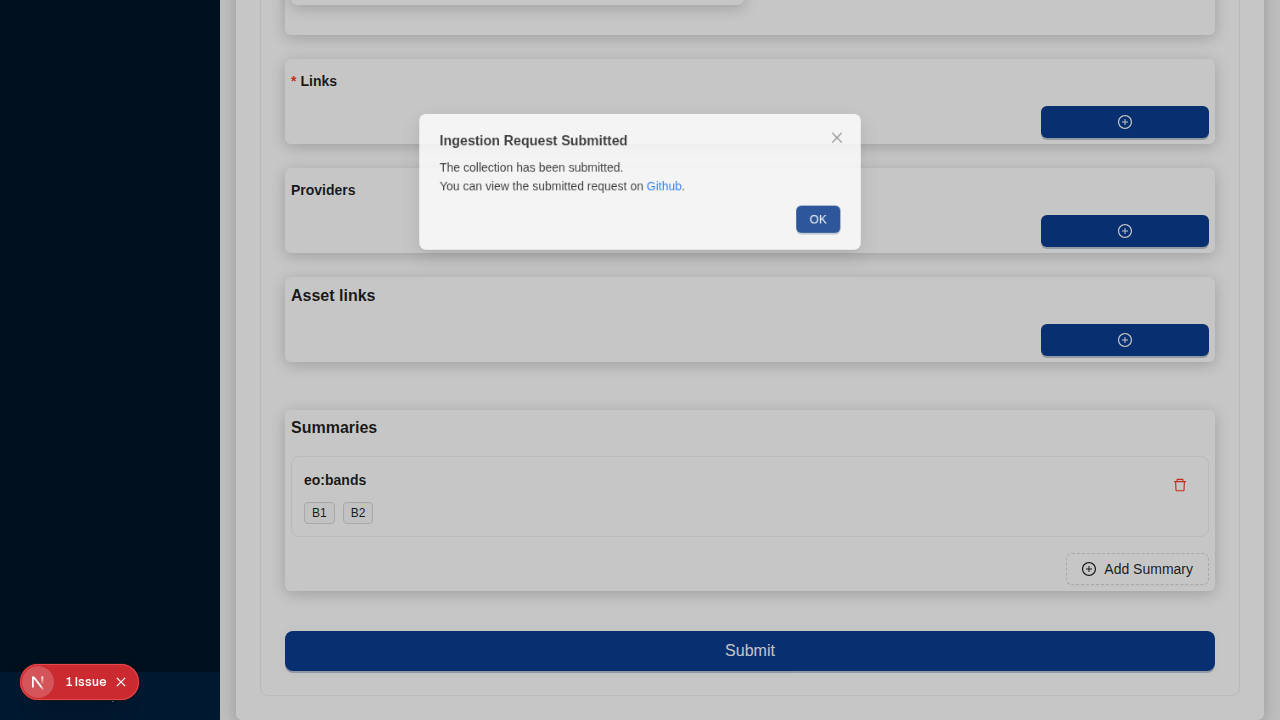 * Links
Ingestion Request Submitted
The collection has been submitted.
You can view the submitted request on Github.
OK
Providers
Asset links
Summaries
eo:bands
B1 B2
Add Summary
Submit
N 1 Issue